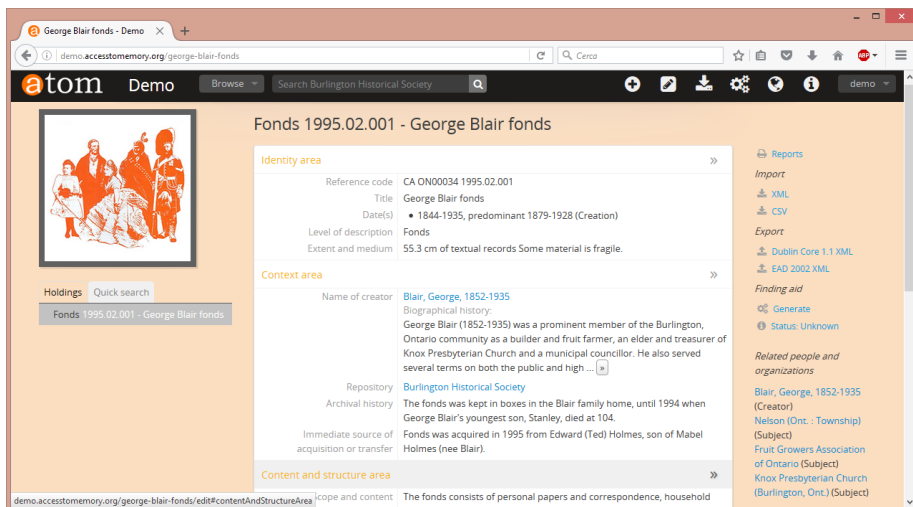 George Blair fonds - Demo
demo.accesstomemory.org/george-blair-fonds
Cerca
ABP
atom
Demo
Browse
Search Burlington Historical Society
demo
Fonds 1995.02.001 - George Blair fonds
Holdings
Quick search
Fonds 1995.02.001 - George Blair fonds
Identity area
Reference code CA ON00034 1995.02.001
Title George Blair fonds
Date(s) • 1844-1935, predominant 1879-1928 (Creation)
Level of description Fonds
Extent and medium 55.3 cm of textual records Some material is fragile.
Context area
Name of creator Blair, George, 1852-1935
Biographical history:
George Blair (1852-1935) was a prominent member of the Burlington,
Ontario community as a builder and fruit farmer, an elder and treasurer of
Knox Presbyterian Church and a municipal councillor. He also served
several terms on both the public and high ... »
Repository Burlington Historical Society
Archival history The fonds was kept in boxes in the Blair family home, until 1994 when
George Blair's youngest son, Stanley, died at 104.
Immediate source of Fonds was acquired in 1995 from Edward (Ted) Holmes, son of Mabel
acquisition or transfer Holmes (nee Blair).
Content and structure area
Scope and content The fonds consists of personal papers and correspondence, household
Reports
Import
XML
CSV
Export
Dublin Core 1.1 XML
EAD 2002 XML
Finding aid
Generate
Status: Unknown
Related people and
organizations
Blair, George, 1852-1935
(Creator)
Nelson (Ont. : Township)
(Subject)
Fruit Growers Association
of Ontario (Subject)
Knox Presbyterian Church
(Burlington, Ont.) (Subject)
demo.accesstomemory.org/george-blair-fonds/edit#contentAndStructureArea